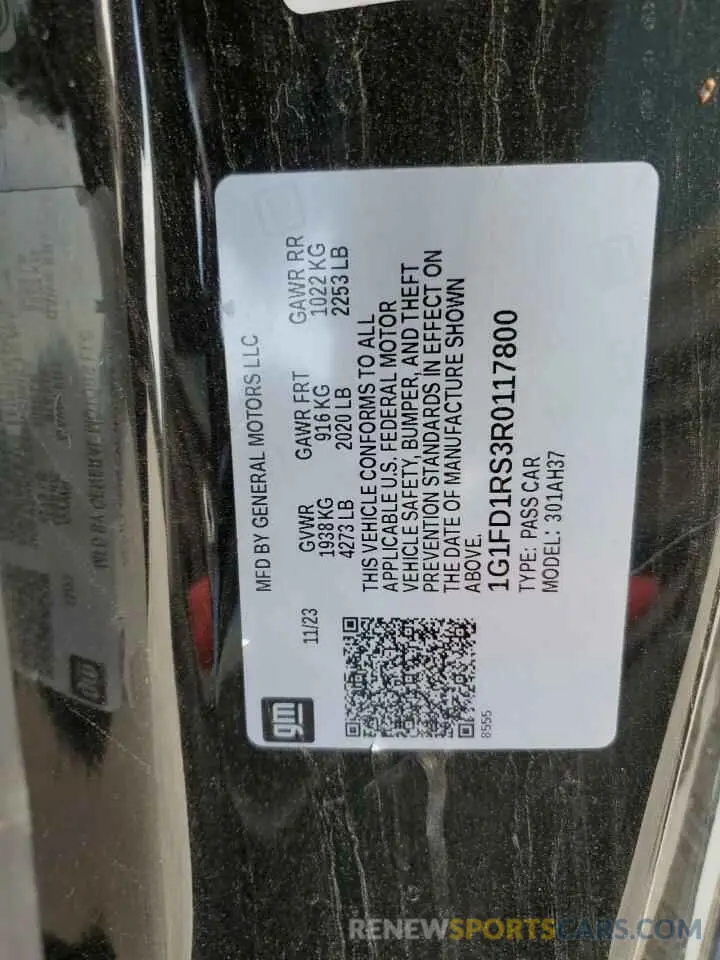 gm
MFD BY GENERAL MOTORS LLC
11/23
GVWR GAWR FRT GAWR RR
1938 KG 916 KG 1022 KG
4273 LB 2020 LB 2253 LB
THIS VEHICLE CONFORMS TO ALL
APPLICABLE U.S. FEDERAL MOTOR
VEHICLE SAFETY, BUMPER, AND THEFT
PREVENTION STANDARDS IN EFFECT ON
THE DATE OF MANUFACTURE SHOWN
ABOVE.
8555
1G1FD1RS3R0117800
TYPE: PASS CAR
MODEL: 301AH37
RENEWSPORTSCARS.COM